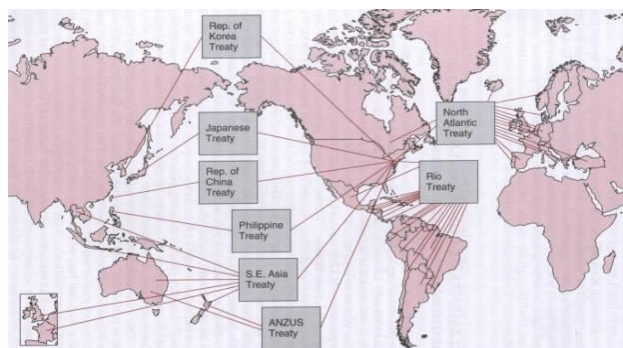 Rep. of
Korea
Treaty
Japanese
Treaty
Rep. of
China
Treaty
Philippine
Treaty
S.E. Asia
Treaty
ANZUS
Treaty
North
Atlantic
Treaty
Rio
Treaty